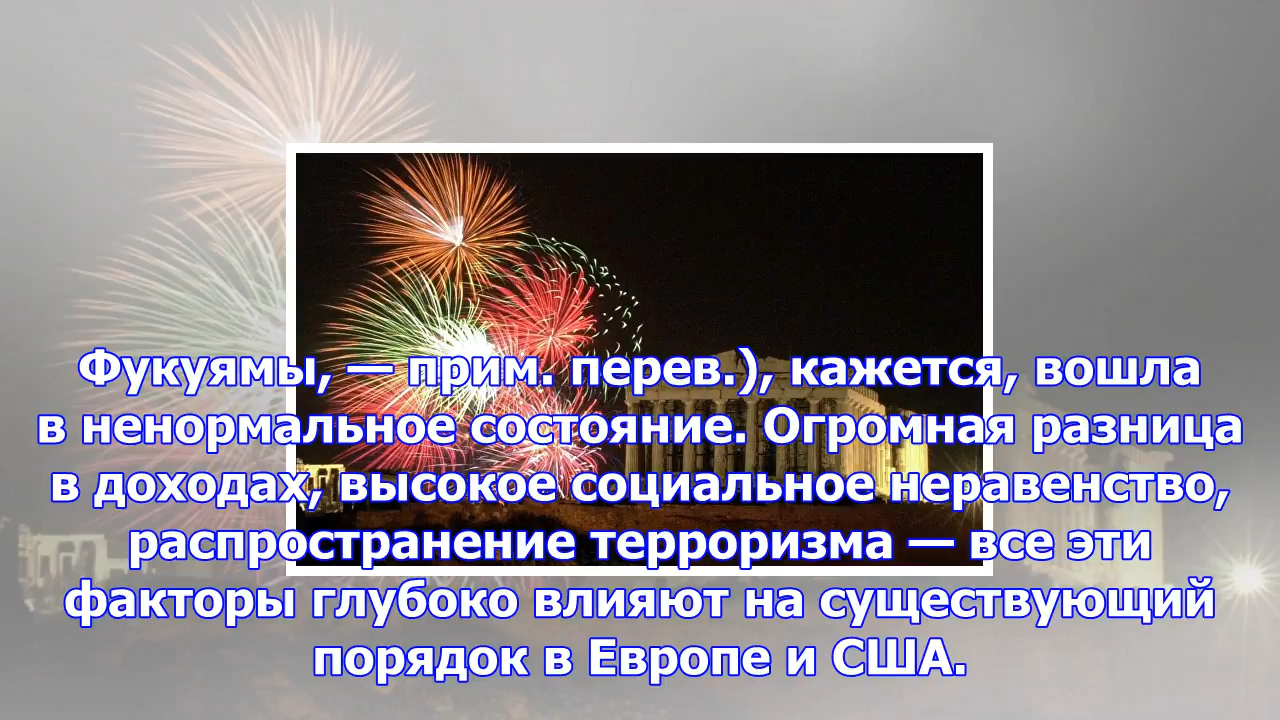 Фукуямы, — прим. перев.), кажется, вошла
в ненормальное состояние. Огромная разница
в доходах, высокое социальное неравенство,
распространение терроризма — все эти
факторы глубоко влияют на существующий
порядок в Европе и США.